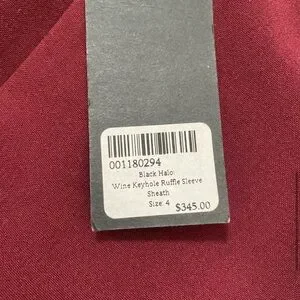 001180294
Black Halo
Wine Keyhole Ruffle Sleeve
Sheath
Size: 4 $345.00